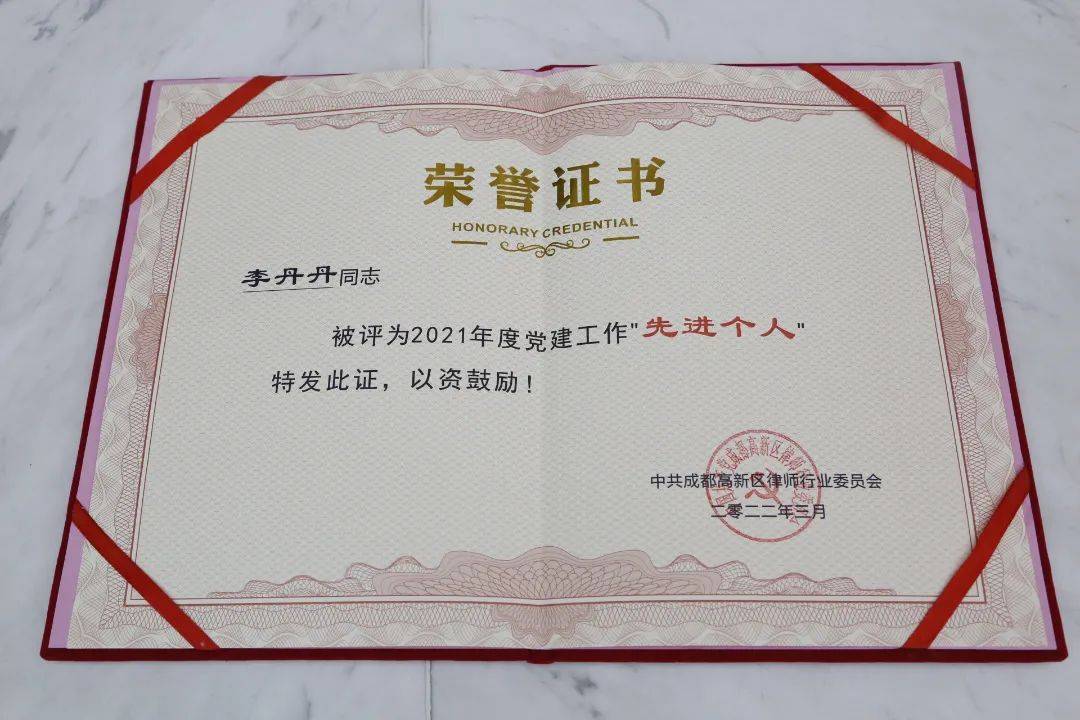 荣誉证书
HONORARY CREDENTIAL
李丹丹同志
被评为2021年度党建工作"先进个人"
特发此证，以资鼓励！
中共成都高新区律师行业委员会
二零二二年三月